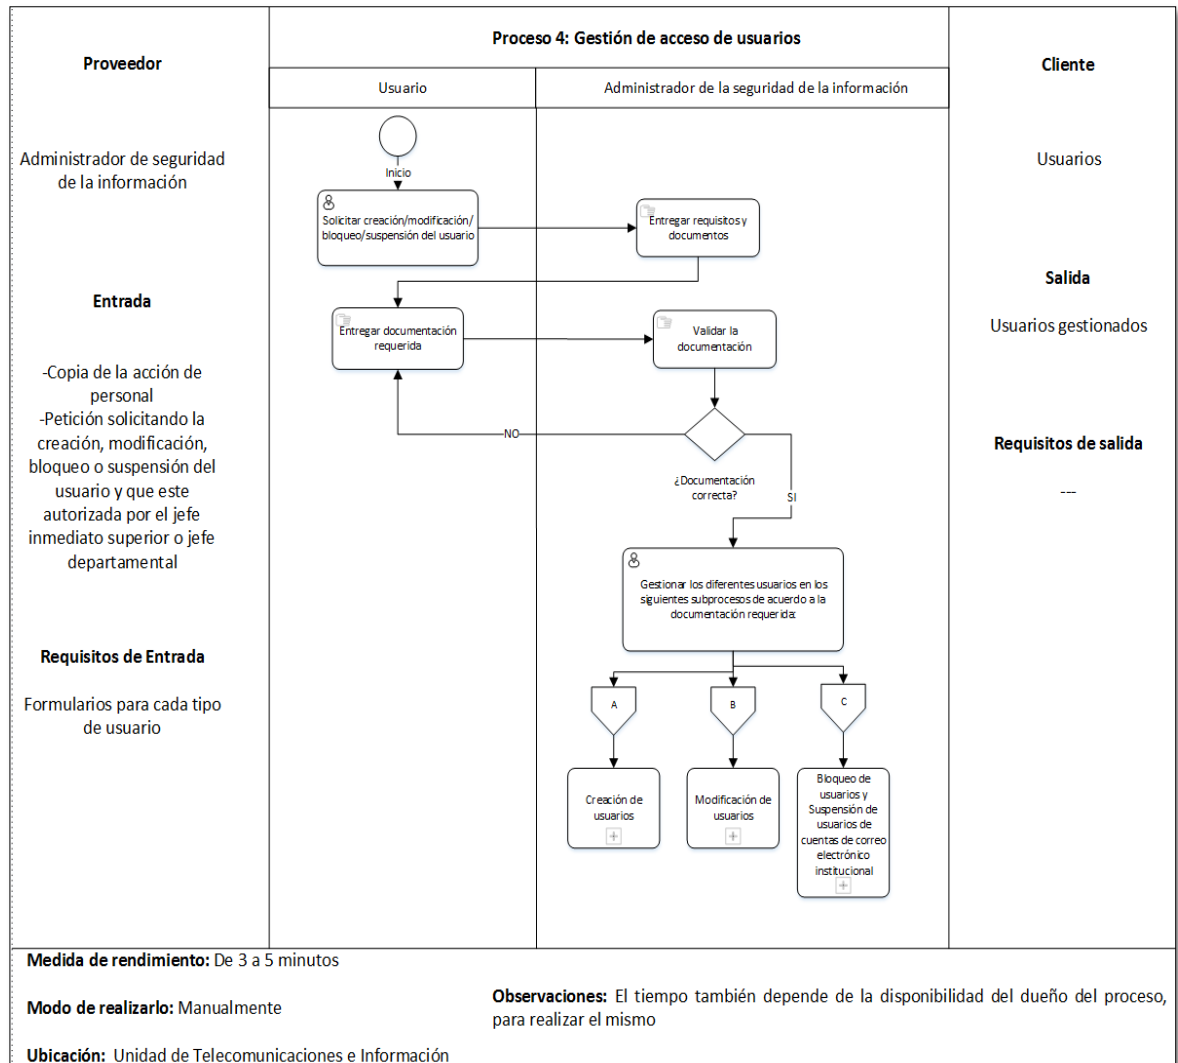 Proceso 4: Gestión de acceso de usuarios
Proveedor
Cliente
Usuario
Administrador de la seguridad de la información
Administrador de seguridad
de la información
Usuarios
Inicio
Solicitar creación/modificación/
bloqueo/suspensión del usuario
Entregar requisitos y
documentos
Entrada
Salida
Usuarios gestionados
Entregar documentación
requerida
Validar la
documentación
-Copia de la acción de
personal
-Petición solicitando la
creación, modificación,
bloqueo o suspensión del
usuario y que este
autorizada por el jefe
inmediato superior o jefe
departamental
NO
Requisitos de salida
---
¿Documentación
correcta?
SI
Gestionar los diferentes usuarios en los
siguientes subprocesos de acuerdo a la
documentación requerida:
Requisitos de Entrada
Formularios para cada tipo
de usuario
A
B
C
Creación de
usuarios
Modificación de
usuarios
Bloqueo de
usuarios y
Suspensión de
usuarios de
cuentas de correo
electrónico
institucional
Medida de rendimiento: De 3 a 5 minutos
Modo de realizarlo: Manualmente
Observaciones: El tiempo también depende de la disponibilidad del dueño del proceso,
para realizar el mismo
Ubicación: Unidad de Telecomunicaciones e Información